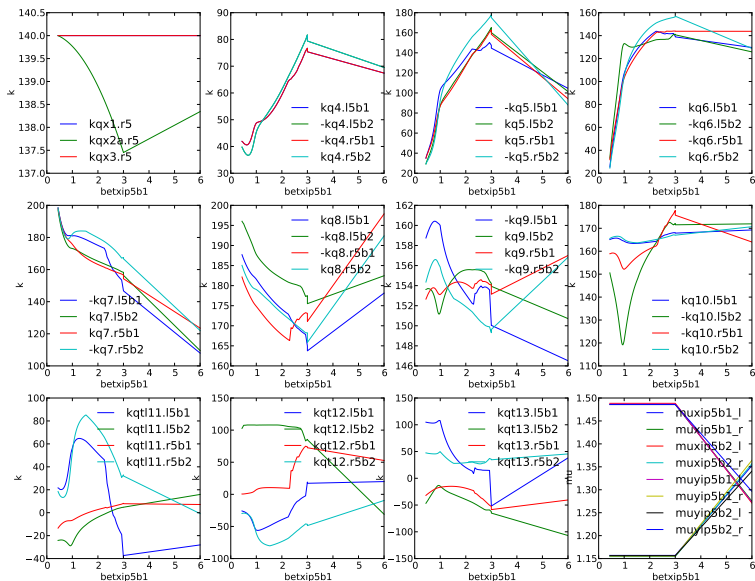 140.5
140.0
139.5
139.0
138.5
138.0
137.5
137.0
k
kqx1.r5
kqx2a.r5
kqx3.r5
0 1 2 3 4 5 6
betxip5b1
90
80
70
60
50
40
30
k
kq4.l5b1
-kq4.l5b2
-kq4.r5b1
kq4.r5b2
0 1 2 3 4 5 6
betxip5b1
180
160
140
120
100
80
60
40
20
k
-kq5.l5b1
kq5.l5b2
kq5.r5b1
-kq5.r5b2
0 1 2 3 4 5 6
betxip5b1
160
140
120
100
80
60
40
20
k
kq6.l5b1
-kq6.l5b2
-kq6.r5b1
kq6.r5b2
0 1 2 3 4 5 6
betxip5b1
200
180
160
140
120
100
k
-kq7.l5b1
kq7.l5b2
kq7.r5b1
-kq7.r5b2
0 1 2 3 4 5 6
betxip5b1
200
195
190
185
180
175
170
165
160
k
kq8.l5b1
-kq8.l5b2
-kq8.r5b1
kq8.r5b2
0 1 2 3 4 5 6
betxip5b1
162
160
158
156
154
152
150
148
146
k
-kq9.l5b1
kq9.l5b2
kq9.r5b1
-kq9.r5b2
0 1 2 3 4 5 6
betxip5b1
180
170
160
150
140
130
120
110
k
kq10.l5b1
-kq10.l5b2
-kq10.r5b1
kq10.r5b2
0 1 2 3 4 5 6
betxip5b1
100
80
60
40
20
0
−20
−40
k
kqtl11.l5b1
kqtl11.l5b2
kqtl11.r5b1
kqtl11.r5b2
0 1 2 3 4 5 6
betxip5b1
150
100
50
0
−50
−100
k
kqt12.l5b1
kqt12.l5b2
kqt12.r5b1
kqt12.r5b2
0 1 2 3 4 5 6
betxip5b1
150
100
50
0
−50
−100
−150
k
kqt13.l5b1
kqt13.l5b2
kqt13.r5b1
kqt13.r5b2
0 1 2 3 4 5 6
betxip5b1
1.50
1.45
1.40
1.35
1.30
1.25
1.20
1.15
mu
muxip5b1_l
muxip5b1_r
muxip5b2_l
muxip5b2_r
muyip5b1_l
muyip5b1_r
muyip5b2_l
muyip5b2_r
0 1 2 3 4 5 6
betxip5b1